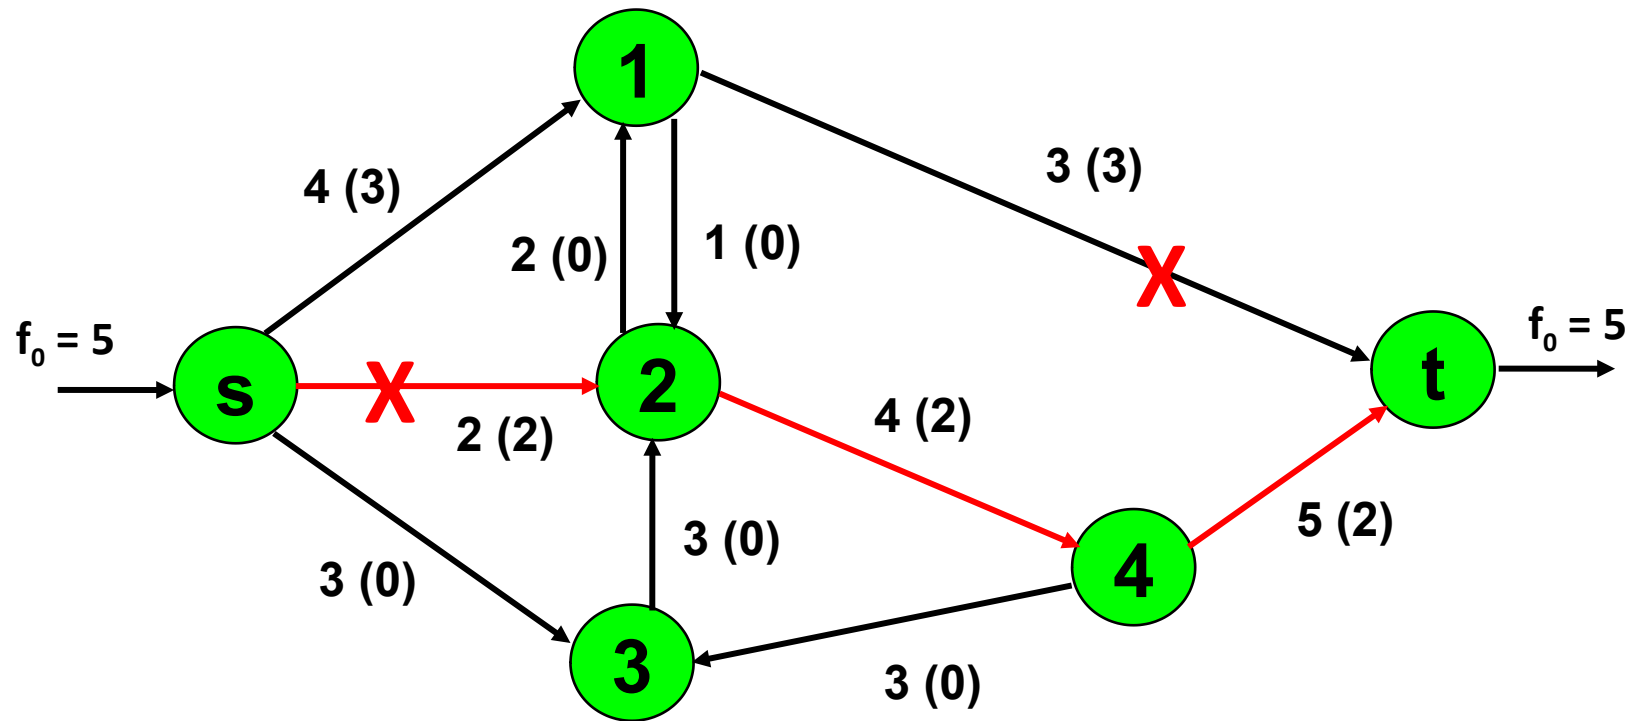 1
3 (3)
4 (3)
2 (0)
1 (0)
X
f0 = 5
f0 = 5
s
X
2
t
2 (2)
4 (2)
5 (2)
3 (0)
3 (0)
4
3
3 (0)